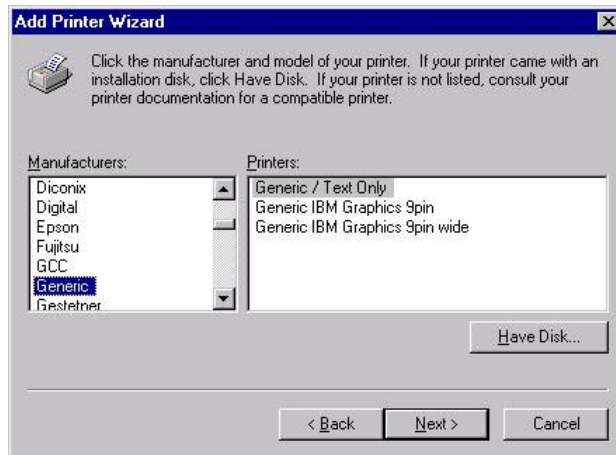 Add Printer Wizard
Click the manufacturer and model of your printer. If your printer came with an
installation disk, click Have Disk. If your printer is not listed, consult your
printer documentation for a compatible printer.
Manufacturers:
Printers:
Diconix
Digital
Epson
Fujitsu
GCC
Generic
Gestetner
Generic / Text Only
Generic IBM Graphics 9pin
Generic IBM Graphics 9pin wide
Have Disk...
< Back
Next >
Cancel